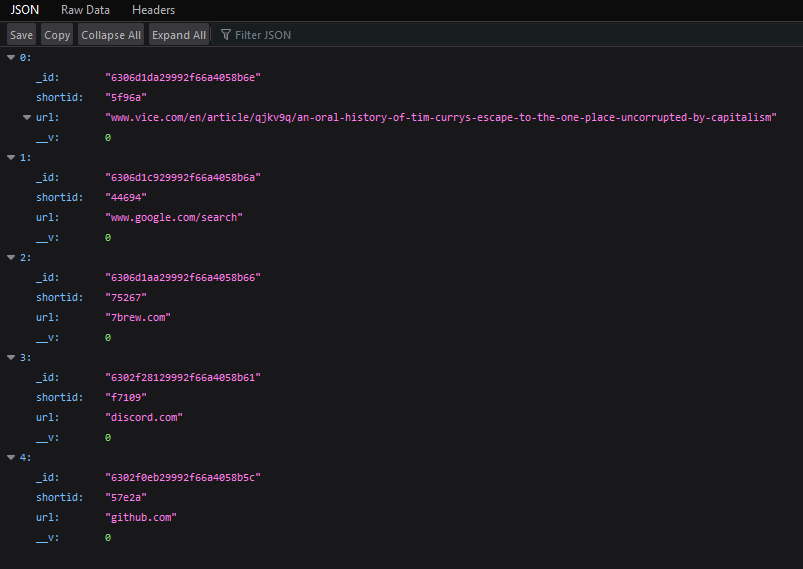 JSON Raw Data Headers
Save Copy Collapse All Expand All Filter JSON
0:
_id: "6306d1da29992f66a4058b6e"
shortid: "5f96a"
url: "www.vice.com/en/article/qjkv9q/an-oral-history-of-tim-currys-escape-to-the-one-place-uncorrupted-by-capitalism"
__v: 0
1:
_id: "6306d1c929992f66a4058b6a"
shortid: "44694"
url: "www.google.com/search"
__v: 0
2:
_id: "6306d1aa29992f66a4058b66"
shortid: "75267"
url: "7brew.com"
__v: 0
3:
_id: "6302f28129992f66a4058b61"
shortid: "f7109"
url: "discord.com"
__v: 0
4:
_id: "6302f0eb29992f66a4058b5c"
shortid: "57e2a"
url: "github.com"
__v: 0